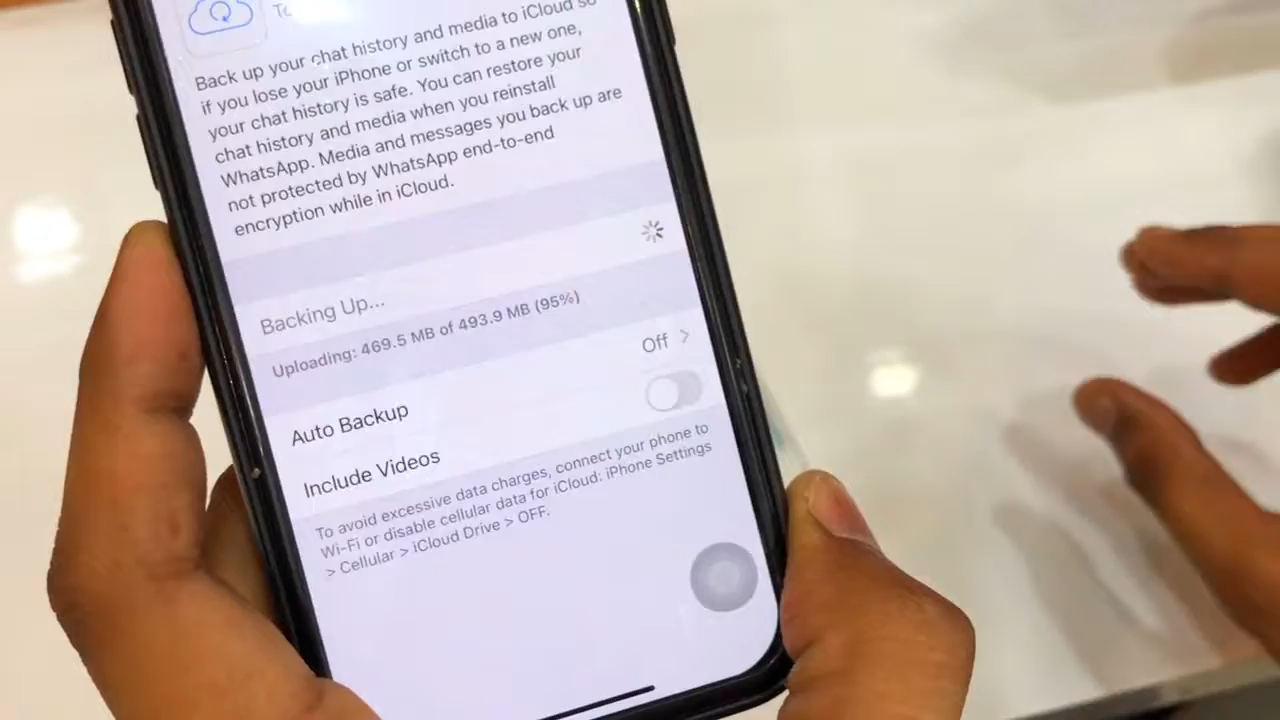 Back up your chat history and media to iCloud so
if you lose your iPhone or switch to a new one,
your chat history is safe. You can restore your
chat history and media when you reinstall
WhatsApp. Media and messages you back up are
not protected by WhatsApp end-to-end
encryption while in iCloud.
Backing Up...
Uploading: 469.5 MB of 493.9 MB (95%)
Auto Backup Off >
Include Videos
To avoid excessive data charges, connect your phone to
Wi-Fi or disable cellular data for iCloud: iPhone Settings
> Cellular > iCloud Drive > OFF.